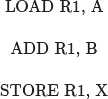 LOAD R1, A
ADD R1, B
STORE R1, X